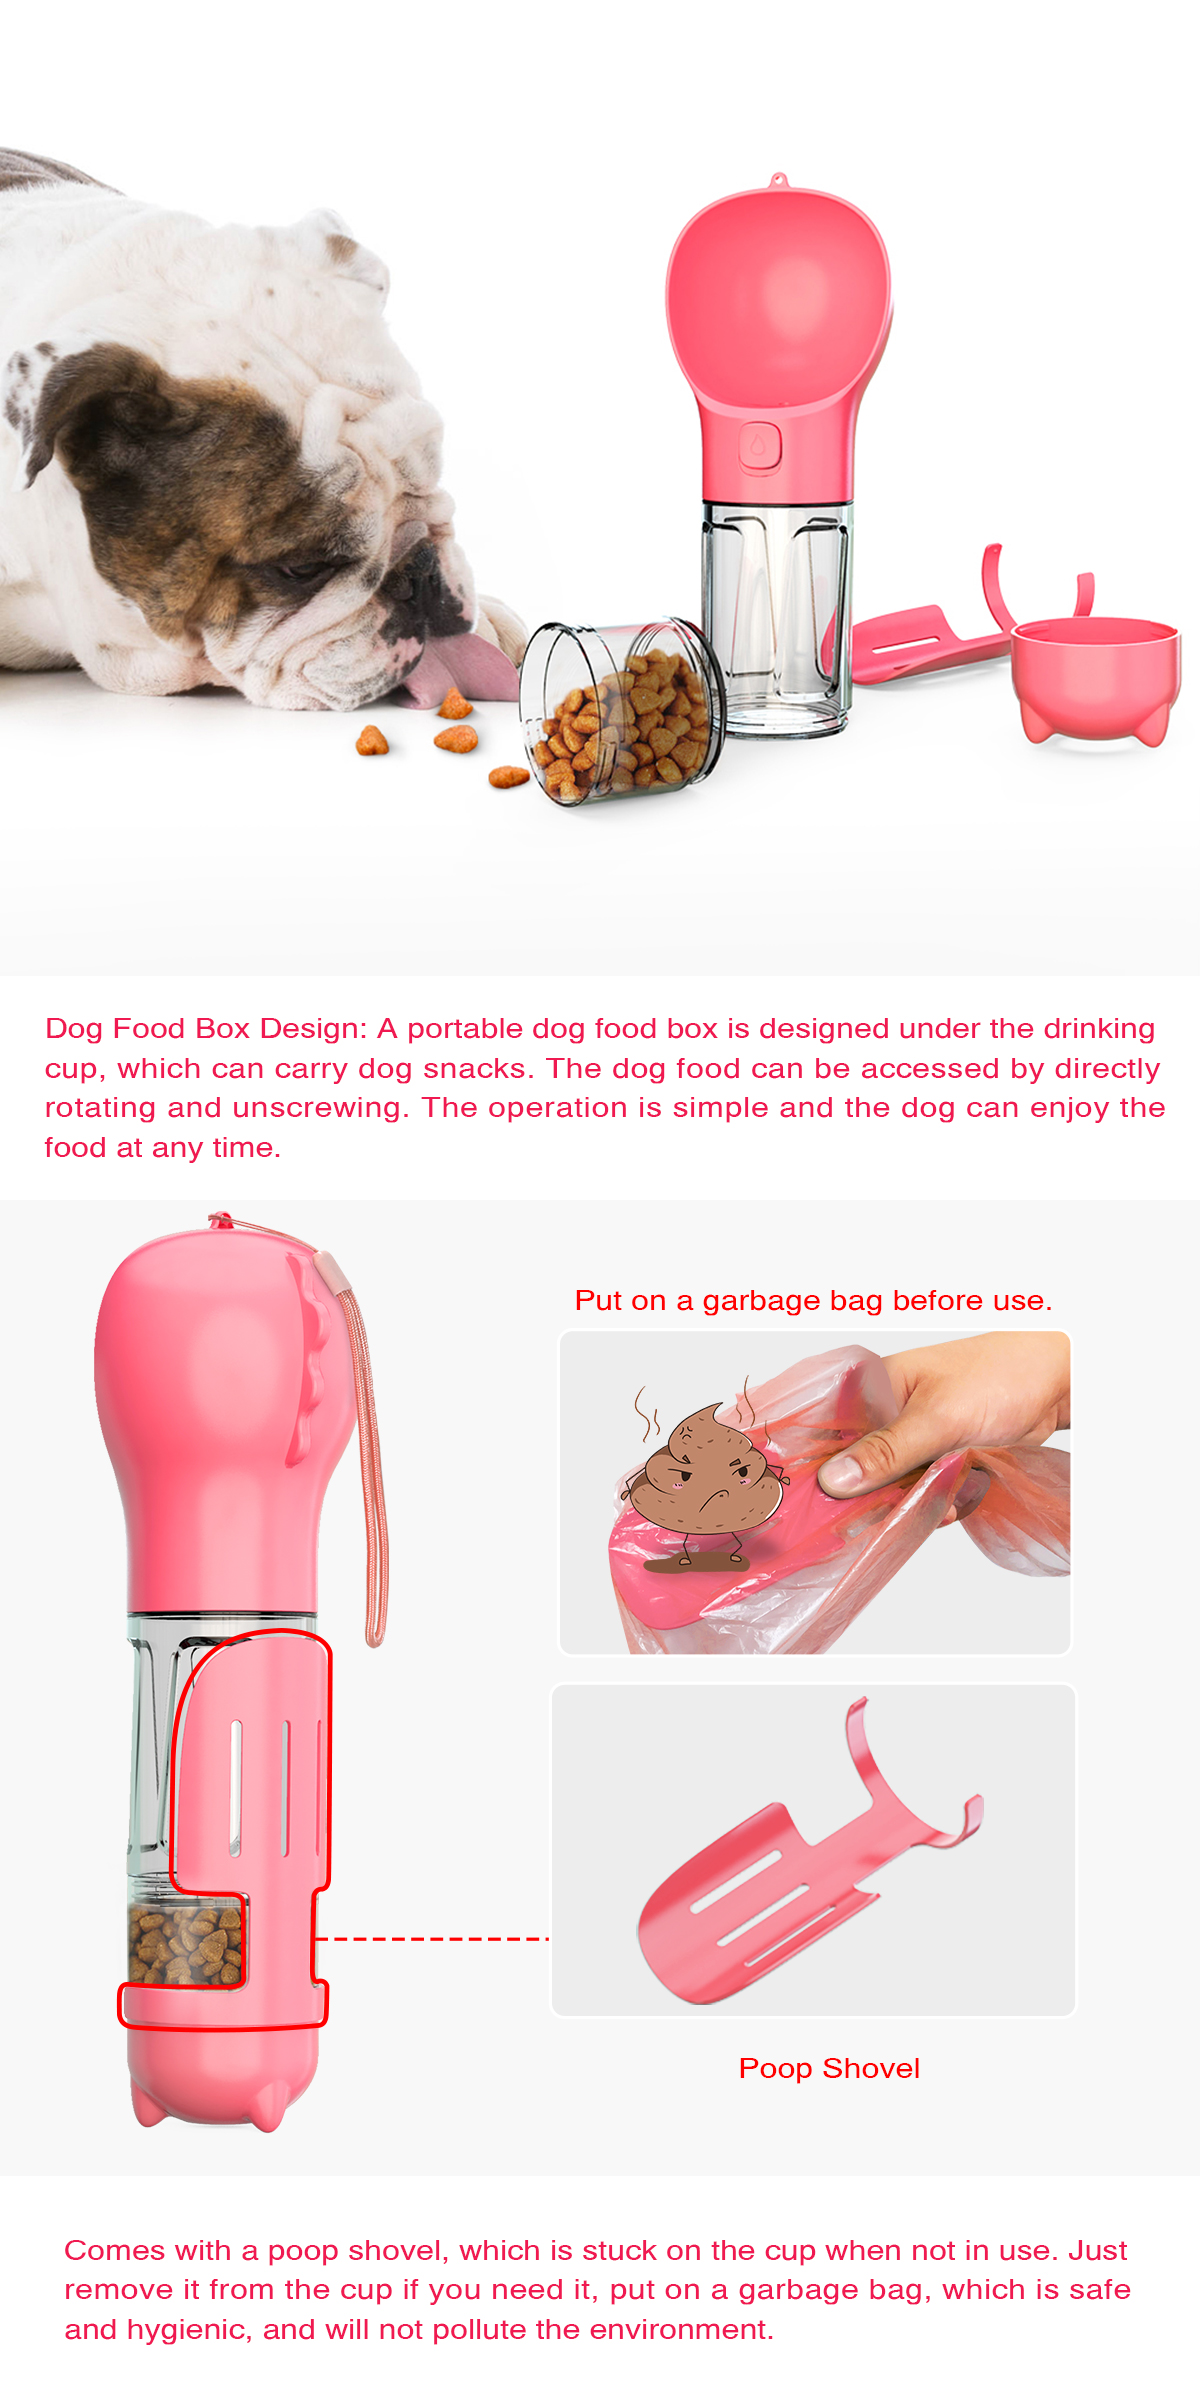 Dog Food Box Design: A portable dog food box is designed under the drinking
cup, which can carry dog snacks. The dog food can be accessed by directly
rotating and unscrewing. The operation is simple and the dog can enjoy the
food at any time.
Put on a garbage bag before use.
Poop Shovel
Comes with a poop shovel, which is stuck on the cup when not in use. Just
remove it from the cup if you need it, put on a garbage bag, which is safe
and hygienic, and will not pollute the environment.